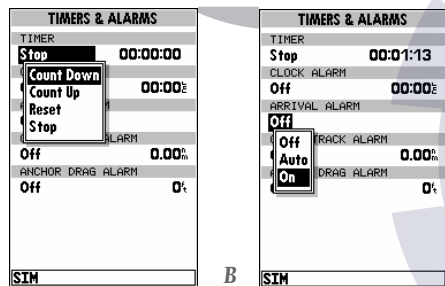 TIMERS & ALARMS
TIMER
Stop 00:00:00
Count Down
Count Up 00:00
Reset
Stop
ALARM
Off 0.00
ANCHOR DRAG ALARM
Off 0
SIM
B
TIMERS & ALARMS
TIMER
Stop 00:01:13
CLOCK ALARM
Off 00:00
ARRIVAL ALARM
Off
Off TRACK ALARM
Auto 0.00
On DRAG ALARM
0
SIM